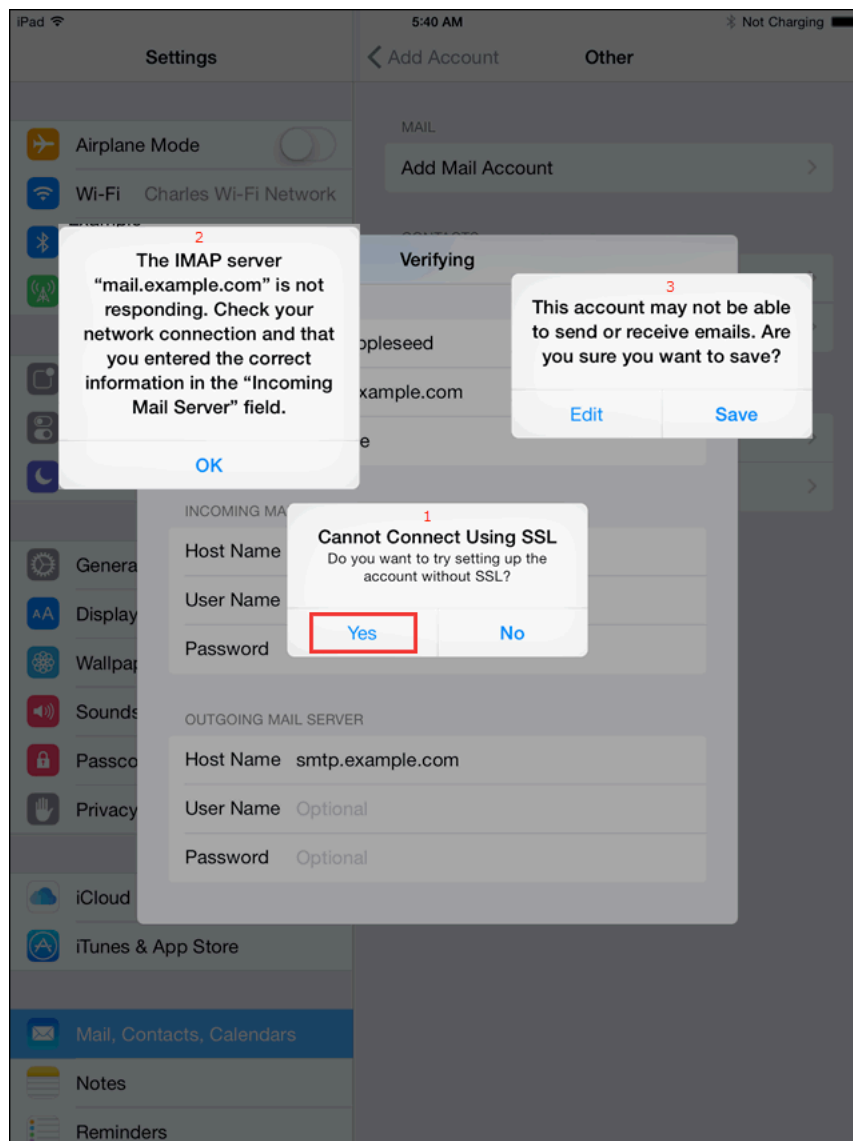 iPad
5:40 AM
Not Charging
Settings
Add Account
Other
Airplane Mode
Wi-Fi Charles Wi-Fi Network
MAIL
Add Mail Account
CONTACTS
Verifying
2
The IMAP server
“mail.example.com” is not
responding. Check your
network connection and that
you entered the correct
information in the “Incoming
Mail Server” field.
OK
3
This account may not be able
to send or receive emails. Are
you sure you want to save?
Edit Save
ppleseed
xample.com
e
INCOMING MA
Host Name
User Name
Password
1
Cannot Connect Using SSL
Do you want to try setting up the
account without SSL?
Yes No
OUTGOING MAIL SERVER
Host Name smtp.example.com
User Name Optional
Password Optional
Genera
Display
Wallpap
Sounds
Passco
Privacy
iCloud
iTunes & App Store
Mail, Contacts, Calendars
Notes
Reminders